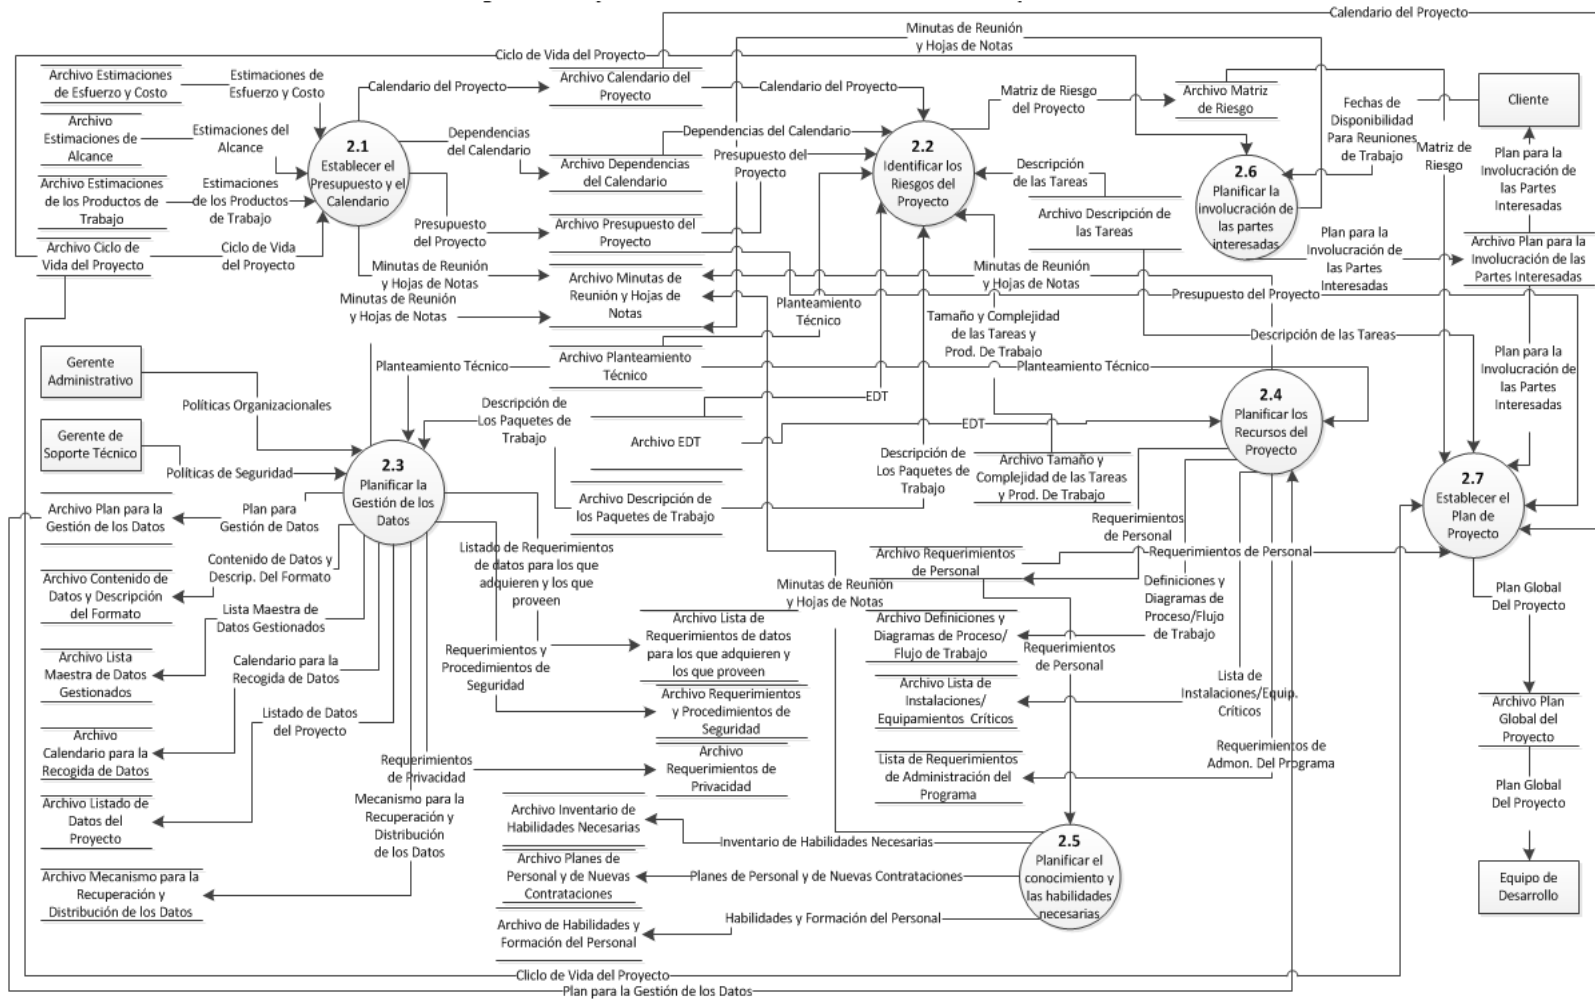 Calendario del Proyecto
Minutas de Reunión
y Hojas de Notas
Ciclo de Vida del Proyecto
Archivo Estimaciones
de Esfuerzo y Costo
Estimaciones de
Esfuerzo y Costo
Calendario del Proyecto
Archivo Calendario del
Proyecto
Calendario del Proyecto
Matriz de Riesgo
del Proyecto
Archivo Matriz
de Riesgo
Fechas de
Disponibilidad
Para Reuniones
de Trabajo
Cliente
Archivo
Estimaciones de
Alcance
Estimaciones del
Alcance
2.1
Establecer el
Presupuesto y el
Calendario
Dependencias
del Calendario
Archivo Dependencias
del Calendario
Dependencias del Calendario
Presupuesto del
Proyecto
2.2
Identificar los
Riesgos del
Proyecto
Descripción
de las Tareas
Archivo Descripción de
las Tareas
2.6
Planificar la
involucración de
las partes
interesadas
Matriz de
Riesgo
Plan para la
Involucración de
las Partes
Interesadas
Archivo Estimaciones
de los Productos de
Trabajo
Estimaciones
de los Productos
de Trabajo
Presupuesto
del Proyecto
Archivo Presupuesto del
Proyecto
Plan para la
Involucración de
las Partes
Interesadas
Archivo Plan para la
Involucración de las
Partes Interesadas
Archivo Ciclo de
Vida del Proyecto
Ciclo de Vida
del Proyecto
Minutas de Reunión
y Hojas de Notas
Minutas de Reunión
y Hojas de Notas
Archivo Minutas de
Reunión y Hojas de
Notas
Minutas de Reunión
y Hojas de Notas
Planteamiento
Técnico
Tamaño y Complejidad
de las Tareas y
Prod. De Trabajo
Presupuesto del Proyecto
Descripción de las Tareas
Plan para la
Involucración de
las Partes
Interesadas
Gerente
Administrativo
Políticas Organizacionales
Planteamiento Técnico
Archivo Planteamiento
Técnico
Planteamiento Técnico
EDT
Gerente de
Soporte Técnico
Políticas de Seguridad
Descripción de
Los Paquetes de
Trabajo
Archivo EDT
EDT
2.4
Planificar los
Recursos del
Proyecto
2.3
Planificar la
Gestión de los
Datos
Archivo Descripción de
los Paquetes de Trabajo
Descripción de
Los Paquetes de
Trabajo
Archivo Tamaño y
Complejidad de las Tareas
y Prod. De Trabajo
2.7
Establecer el
Plan de
Proyecto
Archivo Plan para la
Gestión de los Datos
Plan para
Gestión de Datos
Requerimientos
de Personal
Contenido de Datos y
Descrip. Del Formato
Listado de Requerimientos
de datos para los que
adquieren y los que
proveen
Archivo Requerimientos
de Personal
Requerimientos de Personal
Archivo Contenido de
Datos y Descripción
del Formato
Minutas de Reunión
y Hojas de Notas
Definiciones y
Diagramas de
Proceso/Flujo
de Trabajo
Plan Global
Del Proyecto
Lista Maestra de
Datos Gestionados
Archivo Lista de
Requerimientos de datos
para los que adquieren y
los que proveen
Archivo Definiciones y
Diagramas de Proceso/
Flujo de Trabajo
Requerimientos
de Personal
Archivo Lista
Maestra de Datos
Gestionados
Calendario para la
Recogida de Datos
Requerimientos y
Procedimientos de
Seguridad
Archivo Requerimientos
y Procedimientos de
Seguridad
Archivo Lista de
Instalaciones/
Equipamientos Críticos
Lista de
Instalaciones/Equip.
Críticos
Archivo Plan
Global del
Proyecto
Listado de Datos
del Proyecto
Archivo
Calendario para la
Recogida de Datos
Requerimientos
de Privacidad
Archivo
Requerimientos de
Privacidad
Lista de Requerimientos
de Administración del
Programa
Requerimientos de
Admon. Del Programa
Plan Global
Del Proyecto
Archivo Listado de
Datos del
Proyecto
Mecanismo para la
Recuperación y
Distribución
de los Datos
Archivo Inventario de
Habilidades Necesarias
Inventario de Habilidades Necesarias
2.5
Planificar el
conocimiento y
las habilidades
necesarias
Archivo Mecanismo para la
Recuperación y
Distribución de los Datos
Archivo Planes de
Personal y de Nuevas
Contrataciones
Planes de Personal y de Nuevas Contrataciones
Equipo de
Desarrollo
Archivo de Habilidades y
Formación del Personal
Habilidades y Formación del Personal
Cliclo de Vida del Proyecto
Plan para la Gestión de los Datos